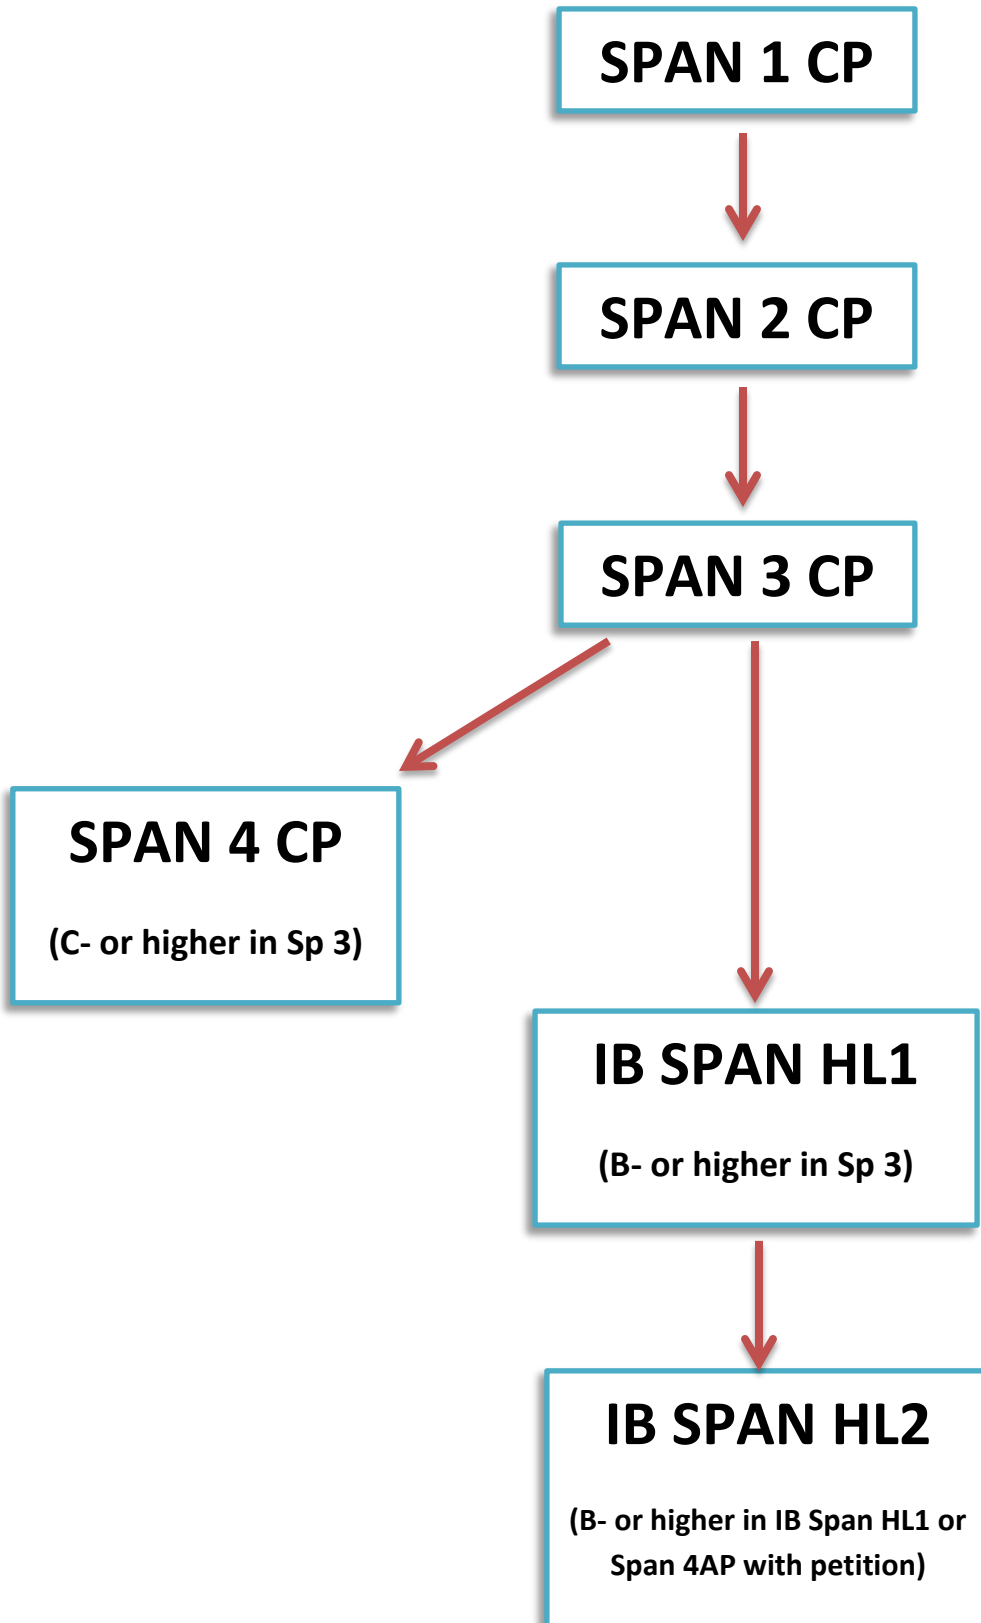 SPAN 1 CP
SPAN 2 CP
SPAN 3 CP
SPAN 4 CP
(C- or higher in Sp 3)
IB SPAN HL1
(B- or higher in Sp 3)
IB SPAN HL2
(B- or higher in IB Span HL1 or
Span 4AP with petition)